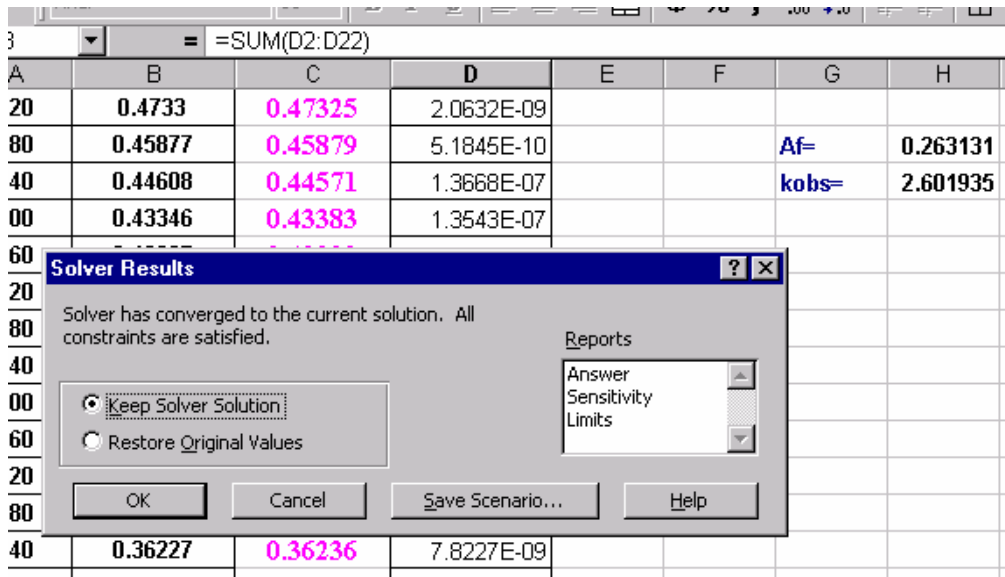 =SUM(D2:D22)
A B C D E F G H
20 0.4733 0.47325 2.0632E-09
80 0.45877 0.45879 5.1845E-10 Af= 0.263131
40 0.44608 0.44571 1.3668E-07 kobs= 2.601935
00 0.43346 0.43383 1.3543E-07
60
Solver Results
20
Solver has converged to the current solution. All
80 constraints are satisfied.
Reports
40
Answer
Sensitivity
Limits
00 Keep Solver Solution
60 Restore Original Values
20
OK Cancel Save Scenario... Help
80
40 0.36227 0.36236 7.8227E-09